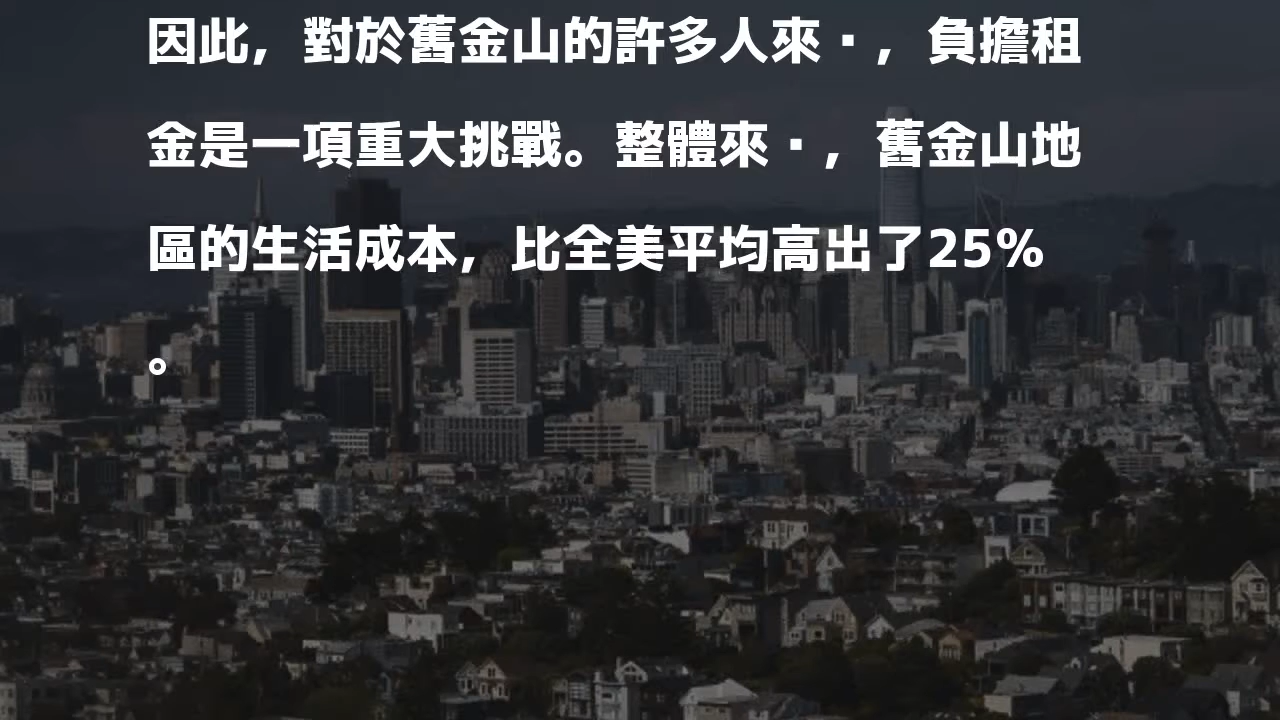 因此，對於舊金山的許多人來▪，負擔租
金是一項重大挑戰。整體來▪，舊金山地
區的生活成本，比全美平均高出了25%
。